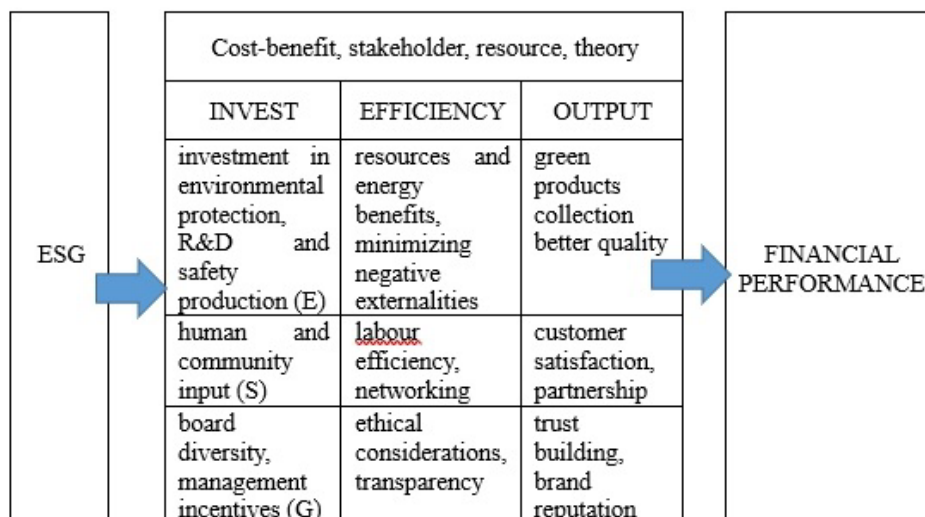 Cost-benefit, stakeholder, resource, theory
INVEST
EFFICIENCY
OUTPUT
ESG
investment in
environmental
protection,
R&D and
safety
production (E)
resources and
energy
benefits,
minimizing
negative
externalities
green
products
collection
better quality
human and
community
input (S)
labour
efficiency,
networking
customer
satisfaction,
partnership
board
diversity,
management
incentives (G)
ethical
considerations,
transparency
trust
building,
brand
reputation
FINANCIAL
PERFORMANCE